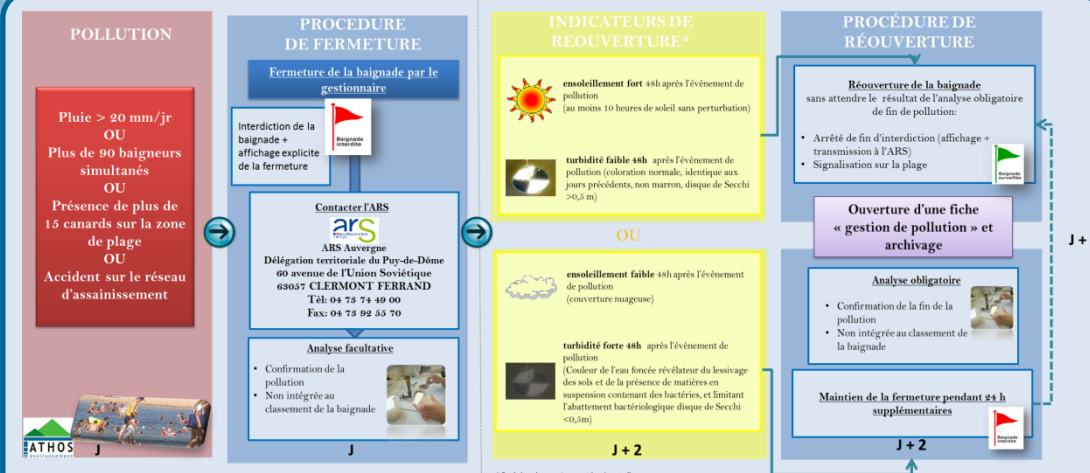 POLLUTION
Pluie > 20 mm/jr
OU
Plus de 90 baigneurs
simultanés
OU
Présence de plus de
15 canards sur la zone
de plage
OU
Accident sur le réseau
d'assainissement
ATHOS
environnement
J
PROCEDURE
DE FERMETURE
Fermeture de la baignade par le
gestionnaire
Interdiction de la
baignade +
affichage explicite
de la fermeture
Baignade
interdite
Contacter l'ARS
ars
ARS Auvergne
Délégation territoriale du Puy-de-Dôme
60 avenue de l'Union Soviétique
63057 CLERMONT FERRAND
Tèl: 04 73 74 49 00
Fax: 04 73 92 55 70
Analyse facultative
• Confirmation de la
pollution
• Non intégrée au
classement de la baignade
J
INDICATEURS DE
REOUVERTURE*
ensoleillement fort 48h après l'évènement de
pollution
(au moins 10 heures de soleil sans perturbation)
turbidité faible 48h après l'évènement de
pollution (coloration normale, identique aux
jours précédents, non marron, disque de Secchi
>0,5 m)
OU
ensoleillement faible 48h après l'évènement
de pollution
(couverture nuageuse)
turbidité forte 48h après l'évènement de
pollution
(Couleur de l'eau foncée révélateur du lessivage
des sols et de la présence de matières en
suspension contenant des bactéries, et limitant
l'abattement bactériologique disque de Secchi
<0,5m)
J + 2
PROCÉDURE DE
RÉOUVERTURE
Réouverture de la baignade
sans attendre le résultat de l'analyse obligatoire
de fin de pollution:
• Arrêté de fin d'interdiction (affichage +
transmission à l'ARS)
• Signalisation sur la plage
Baignade
surveillée
Ouverture d'une fiche
« gestion de pollution » et
archivage
J +
Analyse obligatoire
• Confirmation de la fin de la
pollution
• Non intégrée au classement de
la baignade
Maintien de la fermeture pendant 24 h
supplémentaires
Baignade
interdite
J + 2